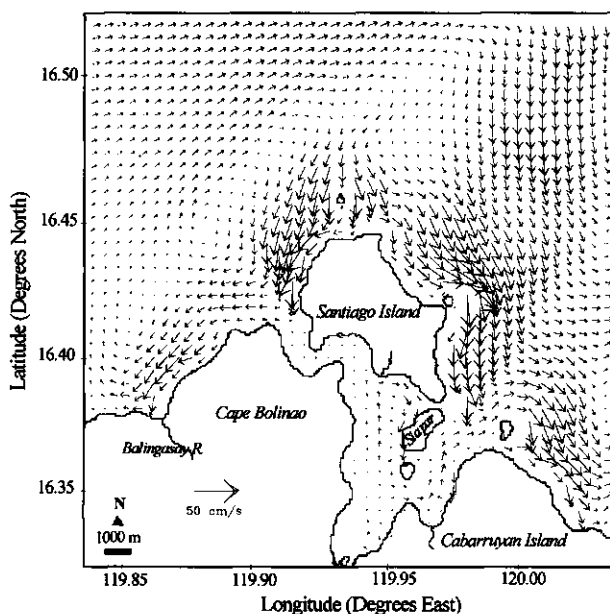 16.50
16.45
16.40
16.35
Latitude (Degrees North)
Santiago Island
Cape Bolinao
Siapar
Balingasay R.
50 cm/s
N
1000 m
Cabarruyan Island
119.85
119.90
119.95
120.00
Longitude (Degrees East)